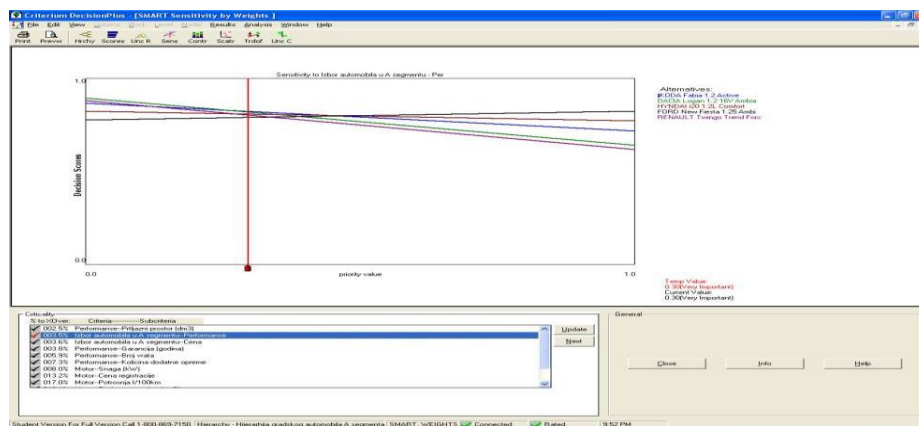 Criterium DecisionPlus - [SMART Sensitivity by Weights ]
File Edit View Results Analysis Window Help
Print Prevw Hrchy Scores Unc R Sens Contr Scatr Trdof Unc C
Sensitivity to Izbor automobila u A segmentu - Per
1.0
Decision Scores
0.0
0.0 priority value 1.0
Alternatives:
KODA Fabia 1.2 Active
DACIA Logan 1.2 16V Ambia
HYNDAI i20 1.2L Comfort
FORD New Fiesta 1.25 Ambi
RENAULT Twingo Trend Forc
Temp Value:
0.30(Very Important)
Current Value:
0.30(Very Important)
Criticality
% to XOver: Criteria Subcriteria
002.5% Performanse--Prtljazni prostor [dm3]
003.5% Izbor automobila u A segmentu--Performanse
003.6% Izbor automobila u A segmentu--Cena
003.8% Performanse--Garancija (godina)
005.9% Performanse--Broj vrata
007.3% Performanse--Kolicina dodatne opreme
008.0% Motor--Snaga (kW)
013.2% Motor--Cena registracije
017.0% Motor--Potrosnja l/100km
Update
Next
General
Close Info Help
Student Version For Full Version Call 1-800-869-7150 Hierarchy - Hijerarhija gradskog automobila A segmenta SMART, WEIGHTS Connected Rated 9:52 PM